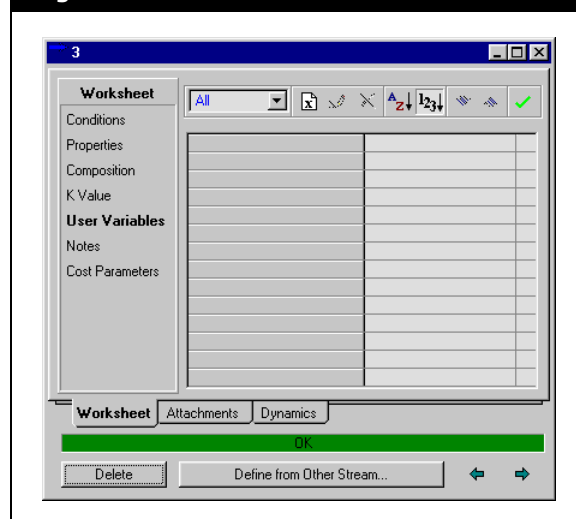 3
Worksheet
Conditions
Properties
Composition
K Value
User Variables
Notes
Cost Parameters
All
x
A
Z
123
Worksheet Attachments Dynamics
OK
Delete Define from Other Stream...